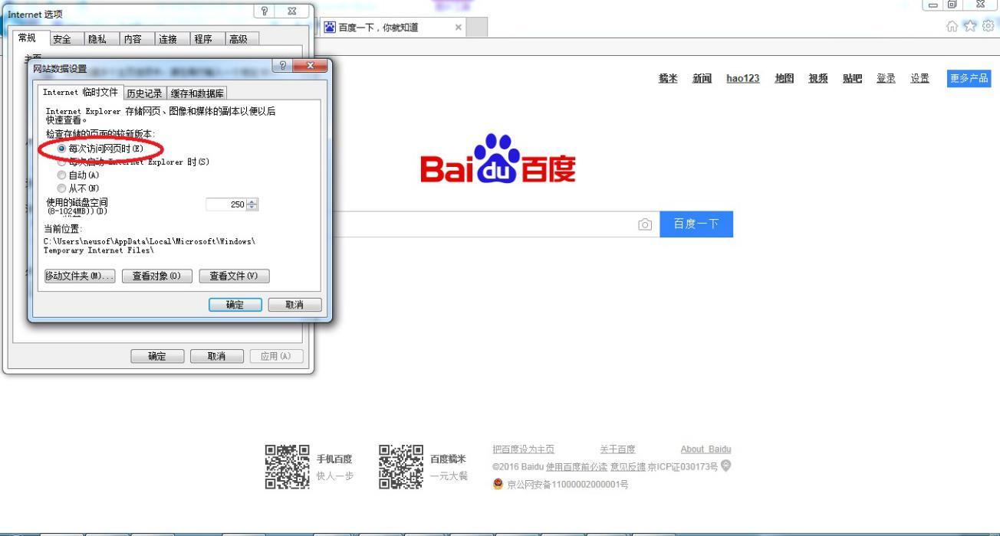 Internet 选项
常规 安全 隐私 内容 连接 程序 高级
网站数据设置
Internet 临时文件 历史记录 缓存和数据库
Internet Explorer 存储网页、图像和媒体的副本以便以后
快速查看。
检查存储的页面的较新版本:
每次访问网页时(E)
每次启动 Internet Explorer 时(S)
自动(A)
从不(N)
使用的磁盘空间
(8-1024MB))(D)
250
当前位置:
C:\Users\neusof\AppData\Local\Microsoft\Windows\
Temporary Internet Files\
移动文件夹(M)... 查看对象(O) 查看文件(V)
确定 取消
确定 取消 应用(A)
百度一下，你就知道
糯米 新闻 hao123 地图 视频 贴吧 登录 设置 更多产品
Bai du 百度
百度一下
手机百度
快人一步
百度糯米
一元大餐
把百度设为主页 关于百度 About Baidu
©2016 Baidu 使用百度前必读 意见反馈 京ICP证030173号
京公网安备11000002000001号